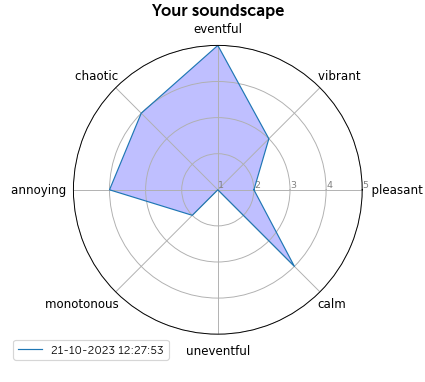 Your soundscape
eventful
chaotic
vibrant
annoying
1 2 3 4 5
pleasant
monotonous
calm
uneventful
21-10-2023 12:27:53